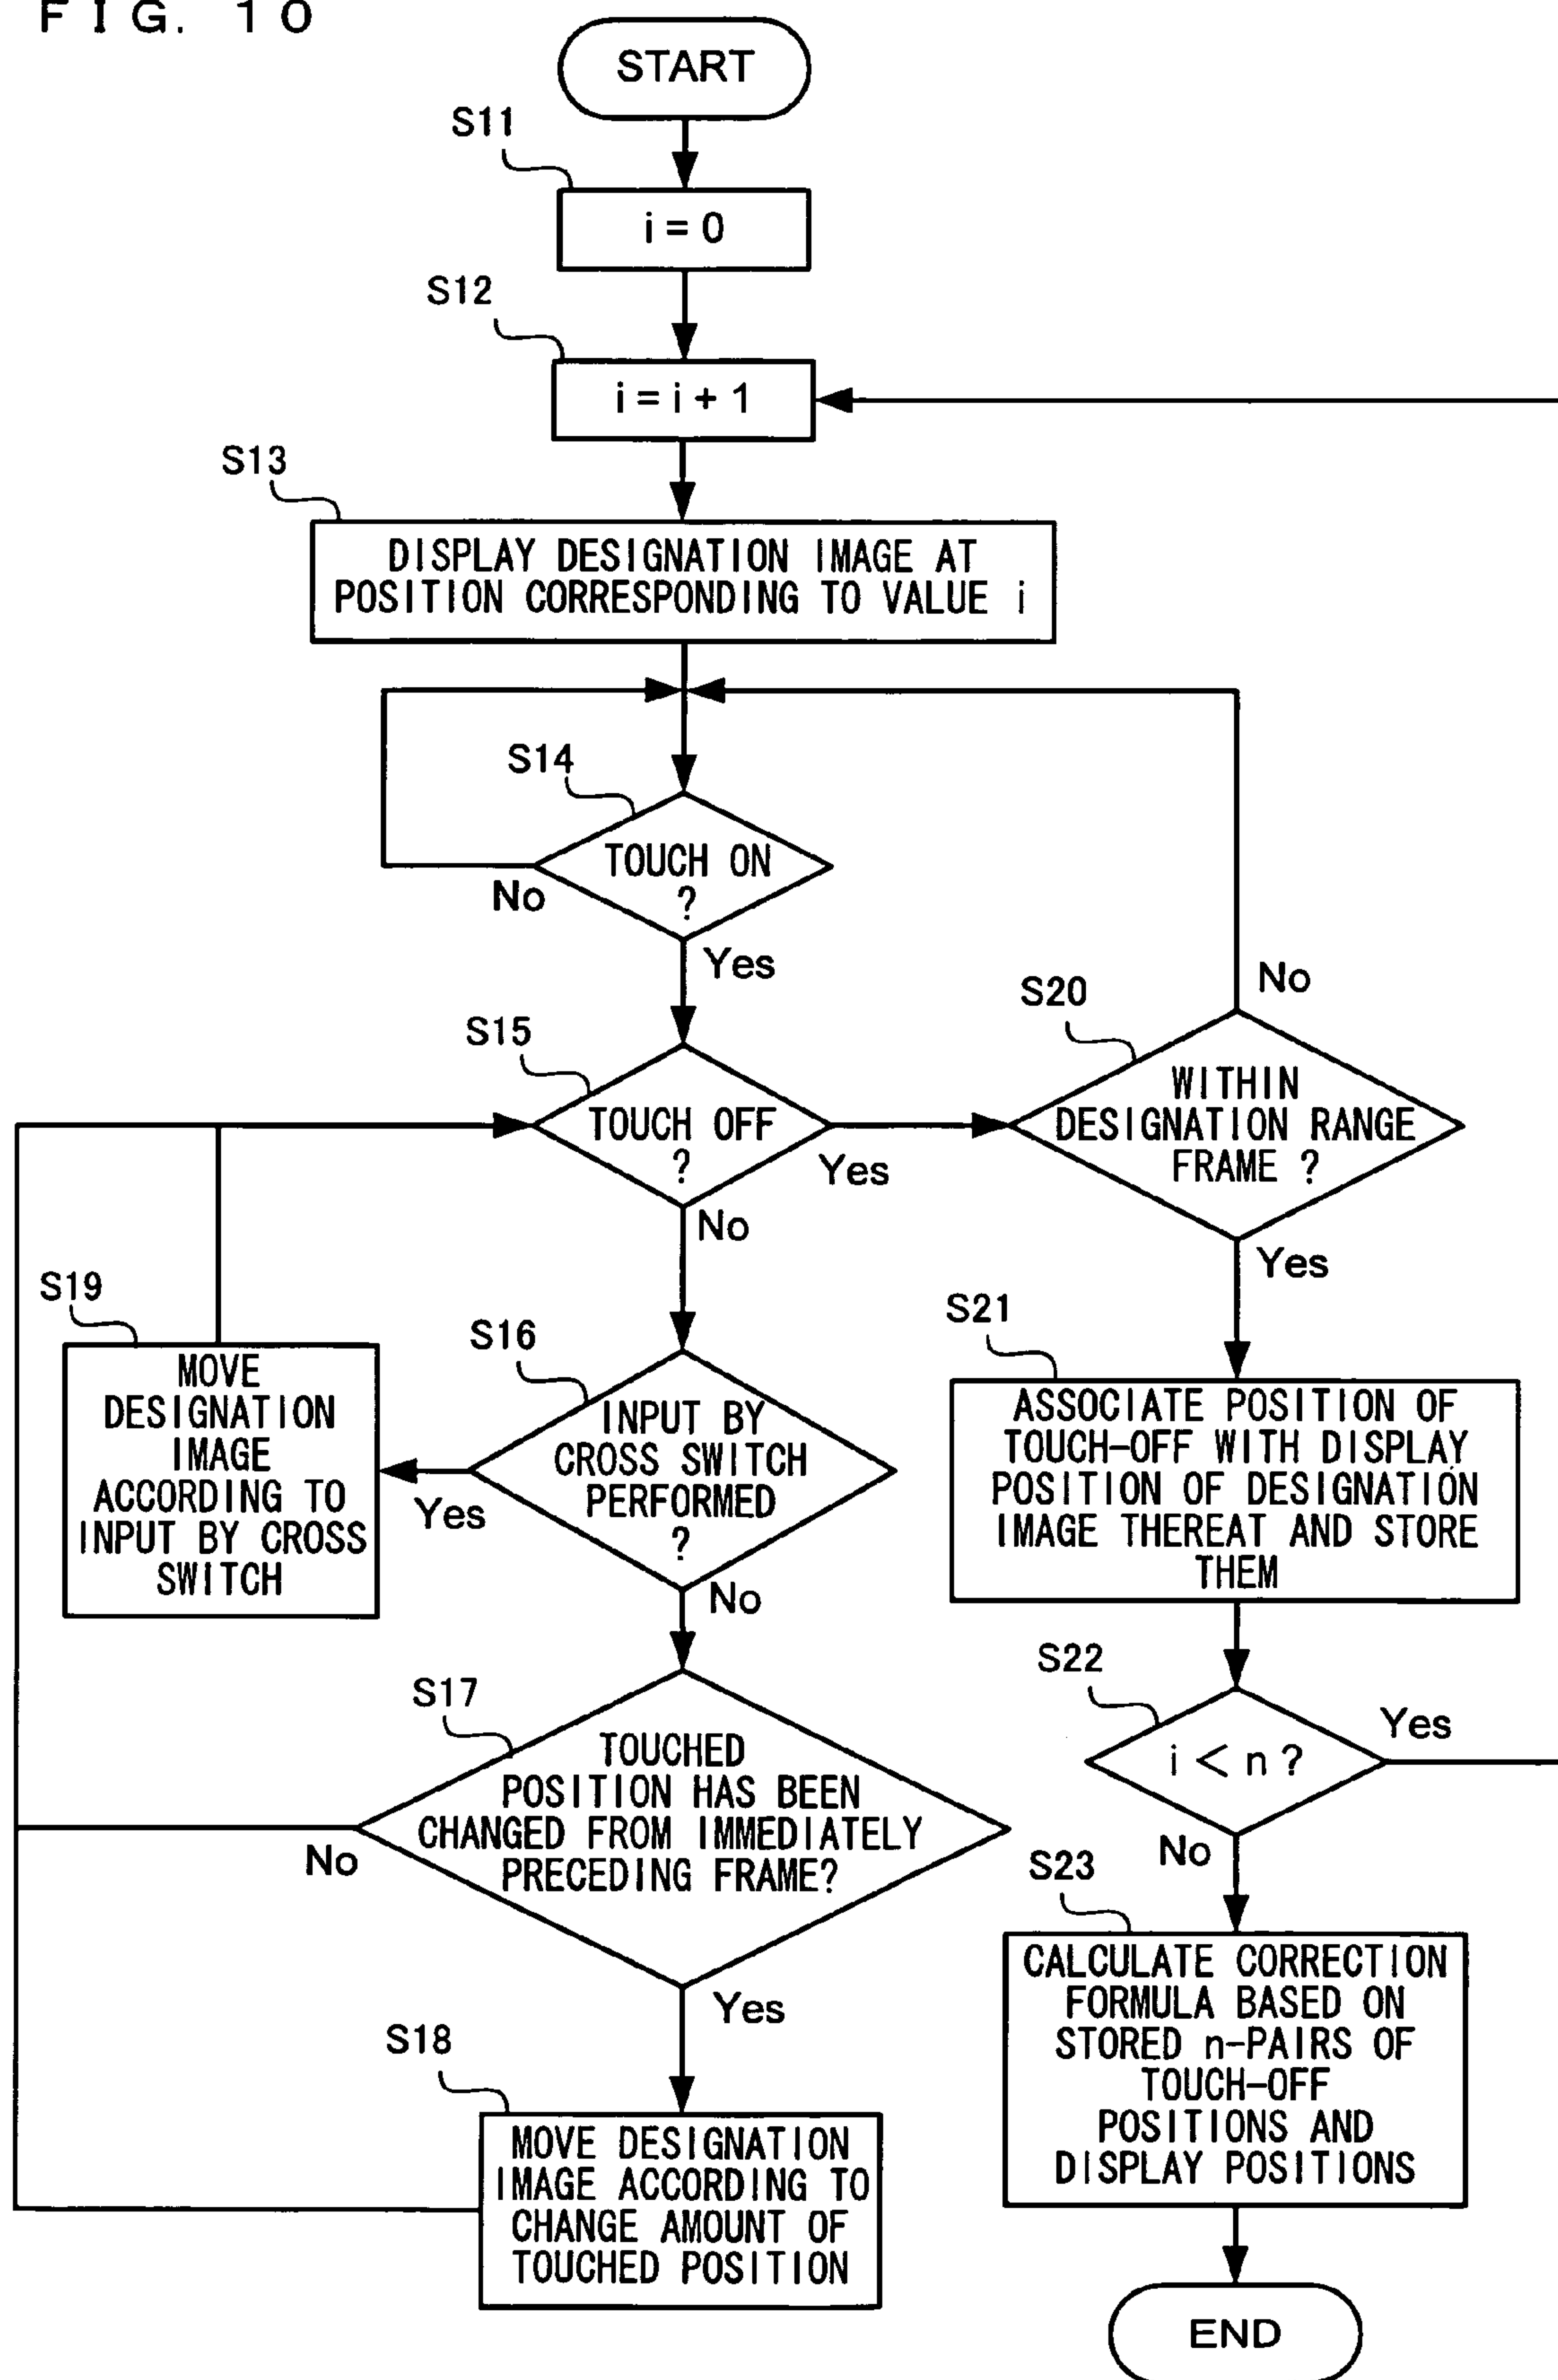 FIG. 10
START
S11
i = 0
S12
i = i + 1
S13
DISPLAY DESIGNATION IMAGE AT
POSITION CORRESPONDING TO VALUE i
S14
TOUCH ON
?
No
Yes
S15
TOUCH OFF
?
Yes
No
S20
No
WITHIN
DESIGNATION RANGE
FRAME ?
Yes
S19
MOVE
DESIGNATION
IMAGE
ACCORDING TO
INPUT BY CROSS
SWITCH
S16
INPUT BY
CROSS SWITCH
PERFORMED
?
Yes
No
S21
ASSOCIATE POSITION OF
TOUCH-OFF WITH DISPLAY
POSITION OF DESIGNATION
IMAGE THEREAT AND STORE
THEM
S17
TOUCHED
POSITION HAS BEEN
CHANGED FROM IMMEDIATELY
PRECEDING FRAME?
No
Yes
S22
i < n ?
Yes
No
S18
MOVE DESIGNATION
IMAGE ACCORDING TO
CHANGE AMOUNT OF
TOUCHED POSITION
S23
CALCULATE CORRECTION
FORMULA BASED ON
STORED n-PAIRS OF
TOUCH-OFF
POSITIONS AND
DISPLAY POSITIONS
END